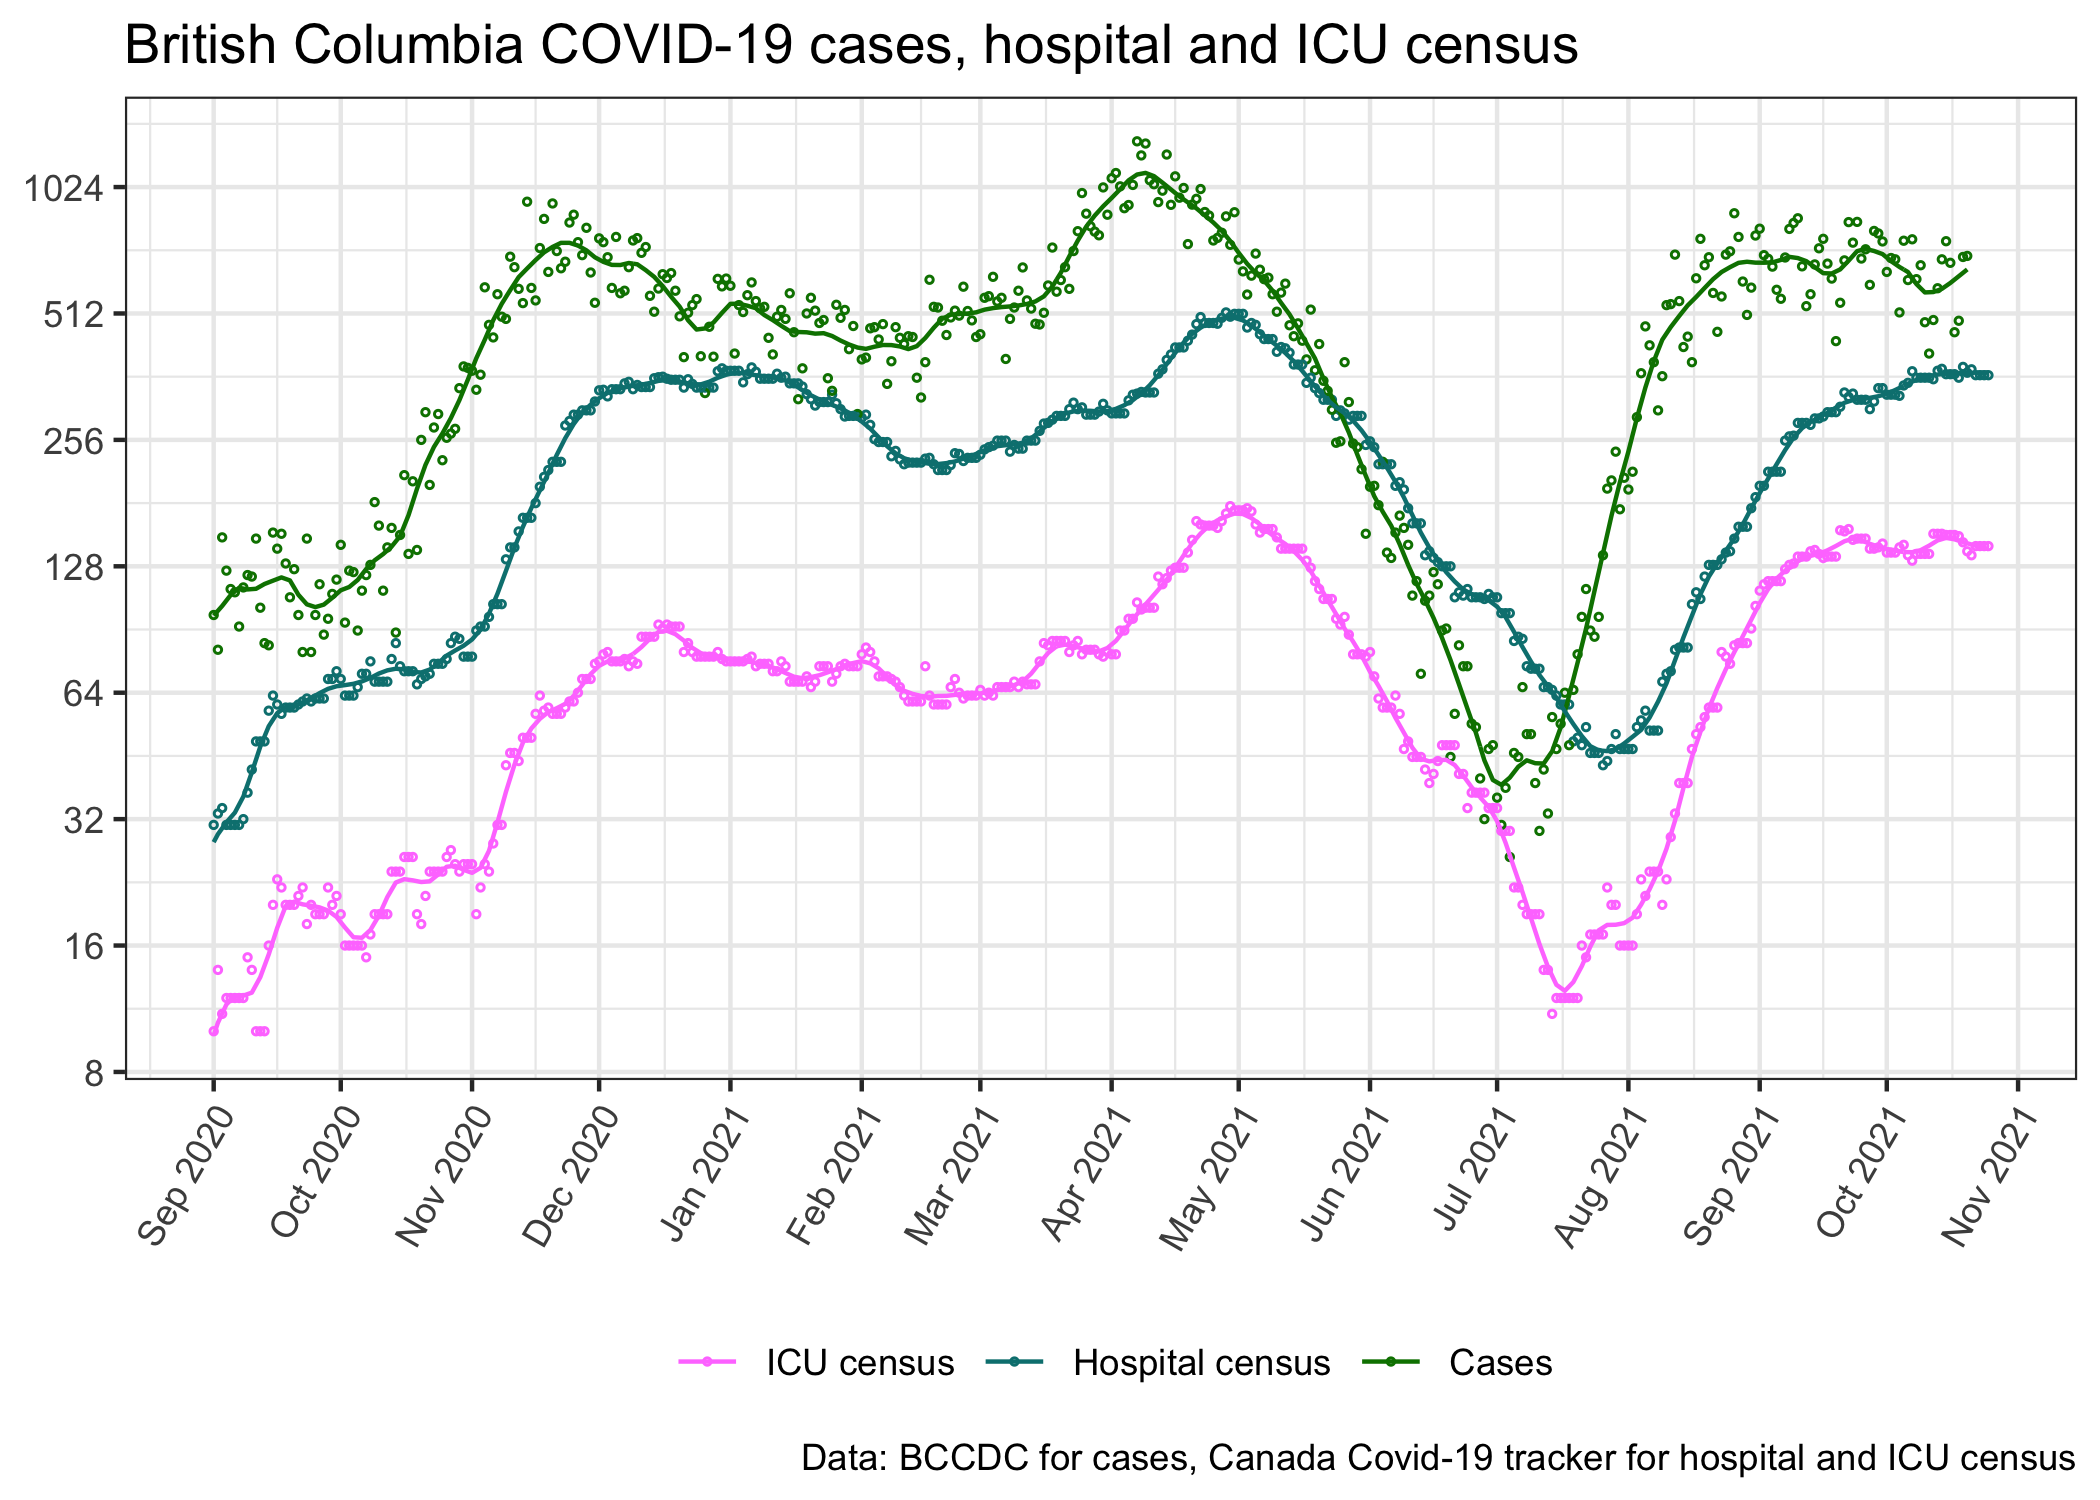 British Columbia COVID-19 cases, hospital and ICU census
1024
512
256
128
64
32
16
8
Sep 2020
Oct 2020
Nov 2020
Dec 2020
Jan 2021
Feb 2021
Mar 2021
Apr 2021
May 2021
Jun 2021
Jul 2021
Aug 2021
Sep 2021
Oct 2021
Nov 2021
ICU census
Hospital census
Cases
Data: BCCDC for cases, Canada Covid-19 tracker for hospital and ICU census